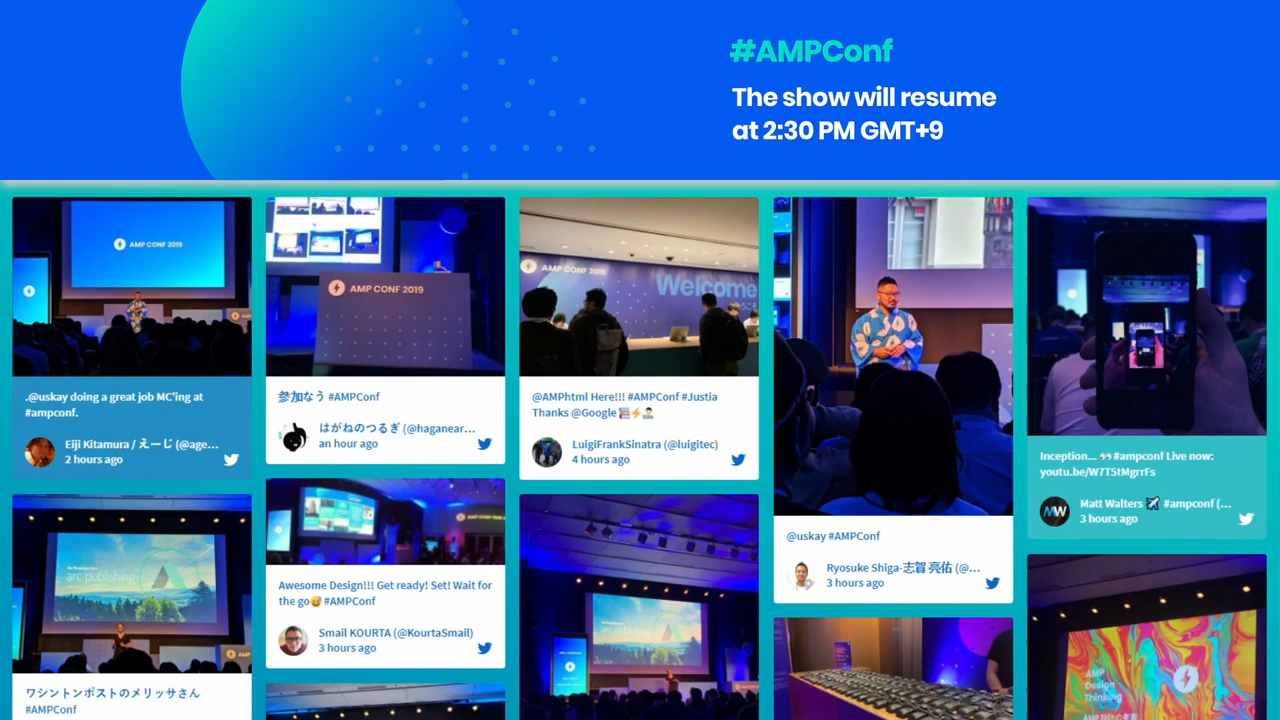 #AMPConf
The show will resume
at 2:30 PM GMT+9
AMP CONF 2019
.@uskay doing a great job MC'ing at
#ampconf.
Eiji Kitamura / えーじ (@age...
2 hours ago
arc publishing
ワシントンポストのメリッサさん
#AMPConf
AMP CONF 2019
参加なう #AMPConf
はがねのつるぎ (@haganear...
an hour ago
Awesome Design!!! Get ready! Set! Wait for
the go😅 #AMPConf
Smail KOURTA (@KourtaSmail)
3 hours ago
AMP CONF 2019
Welcome
@AMPhtml Here!!! #AMPConf #Justia
Thanks @Google
LuigiFrankSinatra (@luigitec)
4 hours ago
arc publishing
@uskay #AMPConf
Ryosuke Shiga-志賀 亮佑 (@...
3 hours ago
Inception... 👀 #ampconf Live now:
youtu.be/W7T5tMgrrFs
MW
Matt Walters ✈️ #ampconf (...
3 hours ago
AMP
Design
Thinking